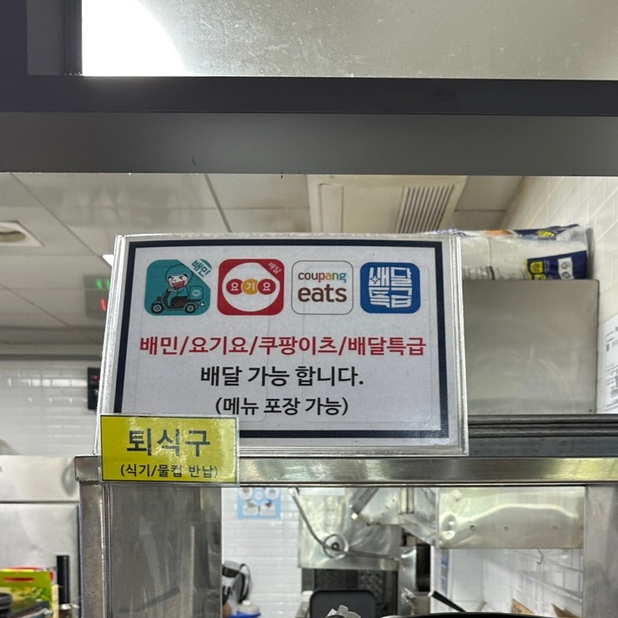 배민
요기요
배달
coupang
eats
배달
특급
배민/요기요/쿠팡이츠/배달특급
배달 가능 합니다.
(메뉴 포장 가능)
퇴식구
(식기/물컵 반납)